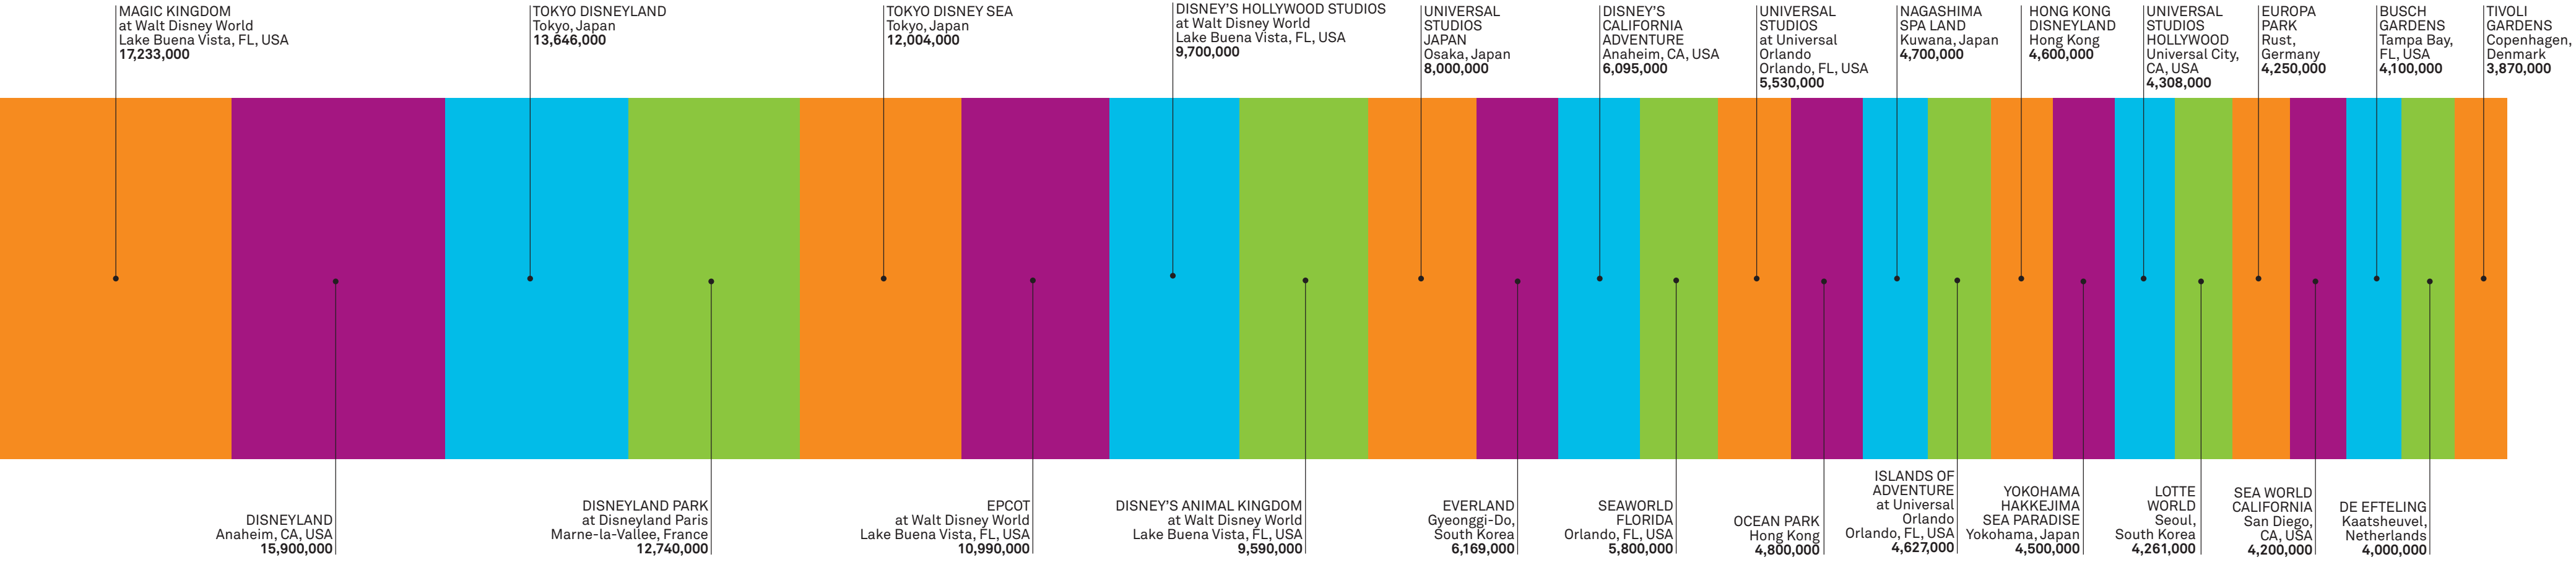 MAGIC KINGDOM
at Walt Disney World
Lake Buena Vista, FL, USA
17,233,000
TOKYO DISNEYLAND
Tokyo, Japan
13,646,000
TOKYO DISNEY SEA
Tokyo, Japan
12,004,000
DISNEY'S HOLLYWOOD STUDIOS
at Walt Disney World
Lake Buena Vista, FL, USA
9,700,000
UNIVERSAL
STUDIOS
JAPAN
Osaka, Japan
8,000,000
DISNEY'S
CALIFORNIA
ADVENTURE
Anaheim, CA, USA
6,095,000
UNIVERSAL
STUDIOS
at Universal
Orlando
Orlando, FL, USA
5,530,000
NAGASHIMA
SPA LAND
Kuwana, Japan
4,700,000
HONG KONG
DISNEYLAND
Hong Kong
4,600,000
UNIVERSAL
STUDIOS
HOLLYWOOD
Universal City,
CA, USA
4,308,000
EUROPA
PARK
Rust,
Germany
4,250,000
BUSCH
GARDENS
Tampa Bay,
FL, USA
4,100,000
TIVOLI
GARDENS
Copenhagen,
Denmark
3,870,000
DISNEYLAND
Anaheim, CA, USA
15,900,000
DISNEYLAND PARK
at Disneyland Paris
Marne-la-Vallee, France
12,740,000
EPCOT
at Walt Disney World
Lake Buena Vista, FL, USA
10,990,000
DISNEY'S ANIMAL KINGDOM
at Walt Disney World
Lake Buena Vista, FL, USA
9,590,000
EVERLAND
Gyeonggi-Do,
South Korea
6,169,000
SEAWORLD
FLORIDA
Orlando, FL, USA
5,800,000
OCEAN PARK
Hong Kong
4,800,000
ISLANDS OF
ADVENTURE
at Universal
Orlando
Orlando, FL, USA
4,627,000
YOKOHAMA
HAKKEJIMA
SEA PARADISE
Yokohama, Japan
4,500,000
LOTTE
WORLD
Seoul,
South Korea
4,261,000
SEA WORLD
CALIFORNIA
San Diego,
CA, USA
4,200,000
DE EFTELING
Kaatsheuvel,
Netherlands
4,000,000